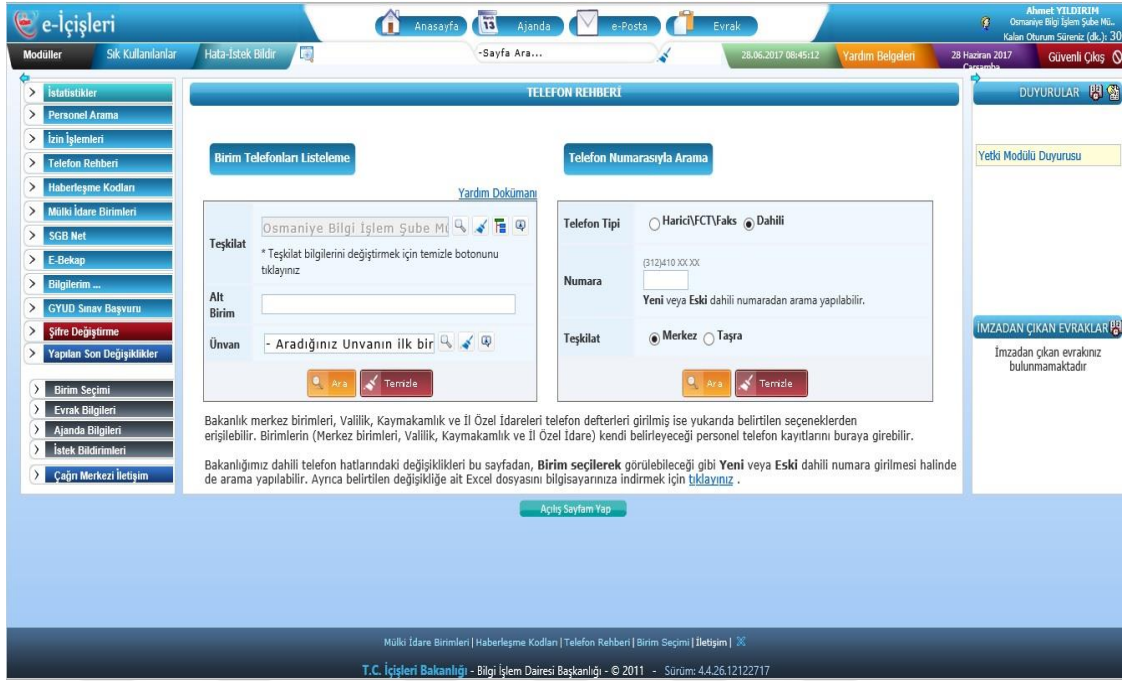 e-İçişleri
Anasayfa
Ajanda
e-Posta
Evrak
Ahmet YILDIRIM
Osmaniye Bilgi İşlem Şube Mü..
Kalan Oturum Süreniz (dk.): 30
Modüller
Sık Kullanılanlar
Hata-İstek Bildir
-Sayfa Ara...
28.06.2017 08:45:12
Yardım Belgeleri
28 Haziran 2017
Çarşamba
Güvenli Çıkış
İstatistikler
Personel Arama
İzin İşlemleri
Telefon Rehberi
Haberleşme Kodları
Mülki İdare Birimleri
SGB Net
E-Bekap
Bilgilerim ...
GYUD Sınav Başvuru
Şifre Değiştirme
Yapılan Son Değişiklikler
Birim Seçimi
Evrak Bilgileri
Ajanda Bilgileri
İstek Bildirimleri
Çağrı Merkezi İletişim
TELEFON REHBERİ
Birim Telefonları Listeleme
Yardım Dokümanı
Teşkilat
Osmaniye Bilgi İşlem Şube Mü
* Teşkilat bilgilerini değiştirmek için temizle botonunu
tıklayınız
Alt
Birim
Ünvan
- Aradığınız Unvanın ilk bir
Ara
Temizle
Telefon Numarasıyla Arama
Telefon Tipi
Harici\FCT\Faks
Dahili
Numara
(312)410 XX XX
Yeni veya Eski dahili numaradan arama yapılabilir.
Teşkilat
Merkez
Taşra
Ara
Temizle
Bakanlık merkez birimleri, Valilik, Kaymakamlık ve İl Özel İdareleri telefon defterleri girilmiş ise yukarıda belirtilen seçeneklerden
erişilebilir. Birimlerin (Merkez birimleri, Valilik, Kaymakamlık ve İl Özel İdare) kendi belirleyeceği personel telefon kayıtlarını buraya girebilir.
Bakanlığımız dahili telefon hatlarındaki değişiklikleri bu sayfadan, Birim seçilerek görülebileceği gibi Yeni veya Eski dahili numara girilmesi halinde
de arama yapılabilir. Ayrıca belirtilen değişikliğe ait Excel dosyasını bilgisayarınıza indirmek için tıklayınız .
Açılış Sayfam Yap
DUYURULAR
Yetki Modülü Duyurusu
İMZADAN ÇIKAN EVRAKLAR
İmzadan çıkan evrakınız
bulunmamaktadır
Mülki İdare Birimleri | Haberleşme Kodları | Telefon Rehberi | Birim Seçimi | İletişim |
T.C. İçişleri Bakanlığı - Bilgi İşlem Dairesi Başkanlığı - © 2011 - Sürüm: 4.4.26.12122717